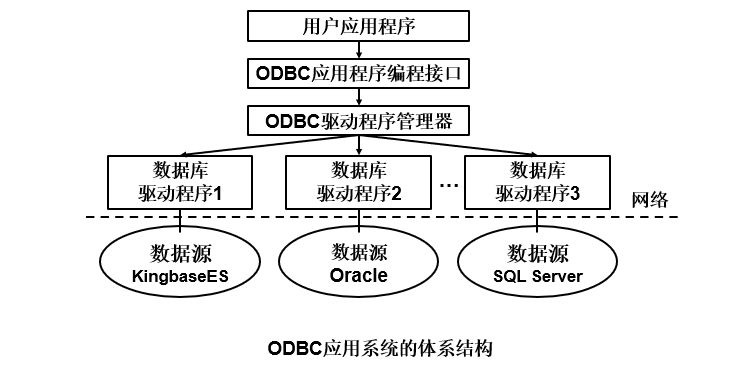 用户应用程序
ODBC应用程序编程接口
ODBC驱动程序管理器
数据库
驱动程序1
数据库
驱动程序2
...
数据库
驱动程序3
网络
数据源
KingbaseES
数据源
Oracle
数据源
SQL Server
ODBC应用系统的体系结构